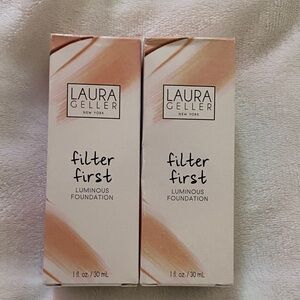 LAURA
GELLER
NEW YORK
filter
first
LUMINOUS
FOUNDATION
1 fl. oz. / 30 mL
LAURA
GELLER
NEW YORK
filter
first
LUMINOUS
FOUNDATION
1 fl. oz. / 30 mL